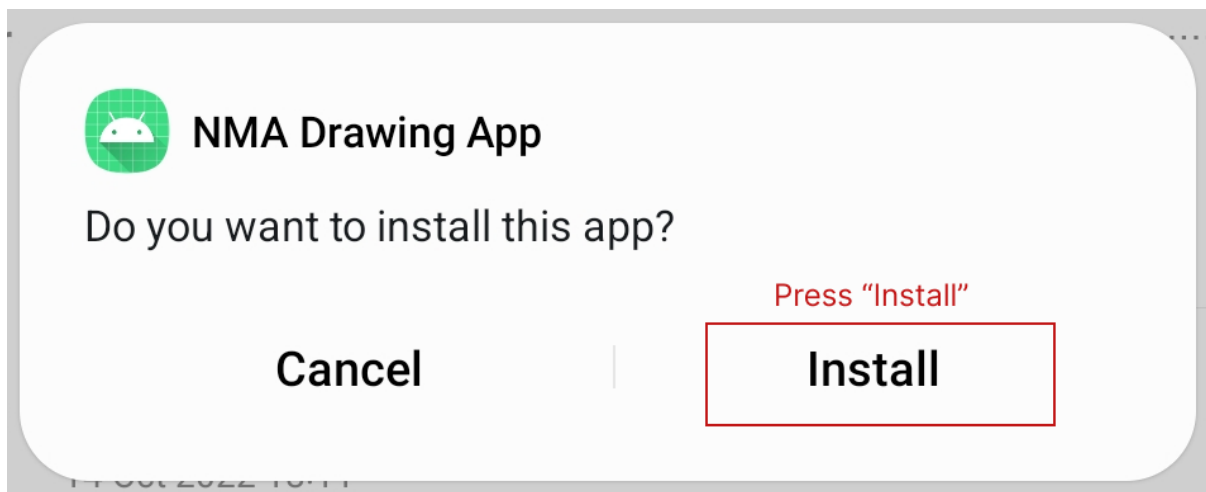 NMA Drawing App
Do you want to install this app?
Press “Install”
Cancel
Install